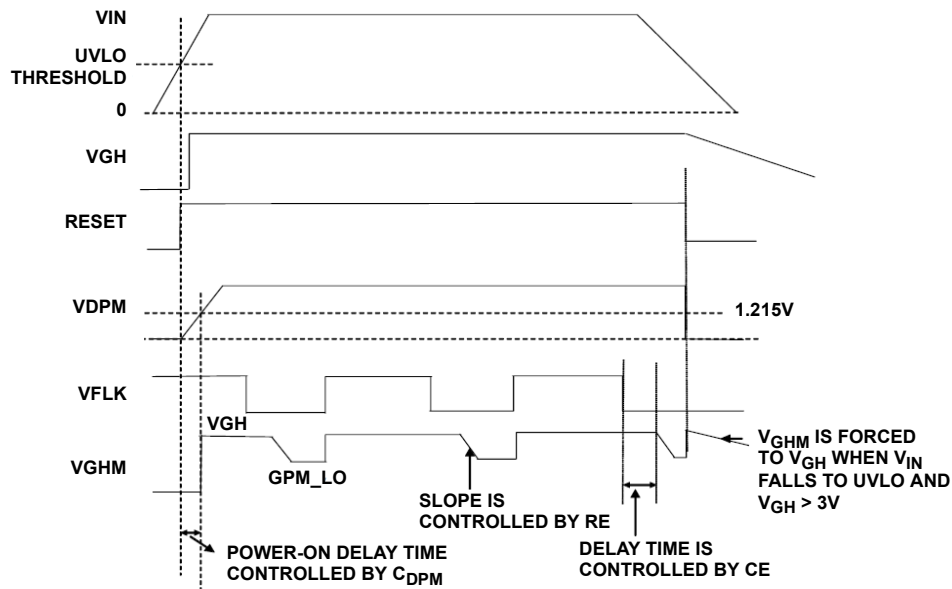 VIN
UVLO
THRESHOLD
0
VGH
RESET
VDPM
1.215V
VFLK
VGH
VGHM
GPM_LO
SLOPE IS
CONTROLLED BY RE
V_GHM IS FORCED
TO V_GH WHEN V_IN
FALLS TO UVLO AND
V_GH > 3V
POWER-ON DELAY TIME
CONTROLLED BY C_DPM
DELAY TIME IS
CONTROLLED BY CE